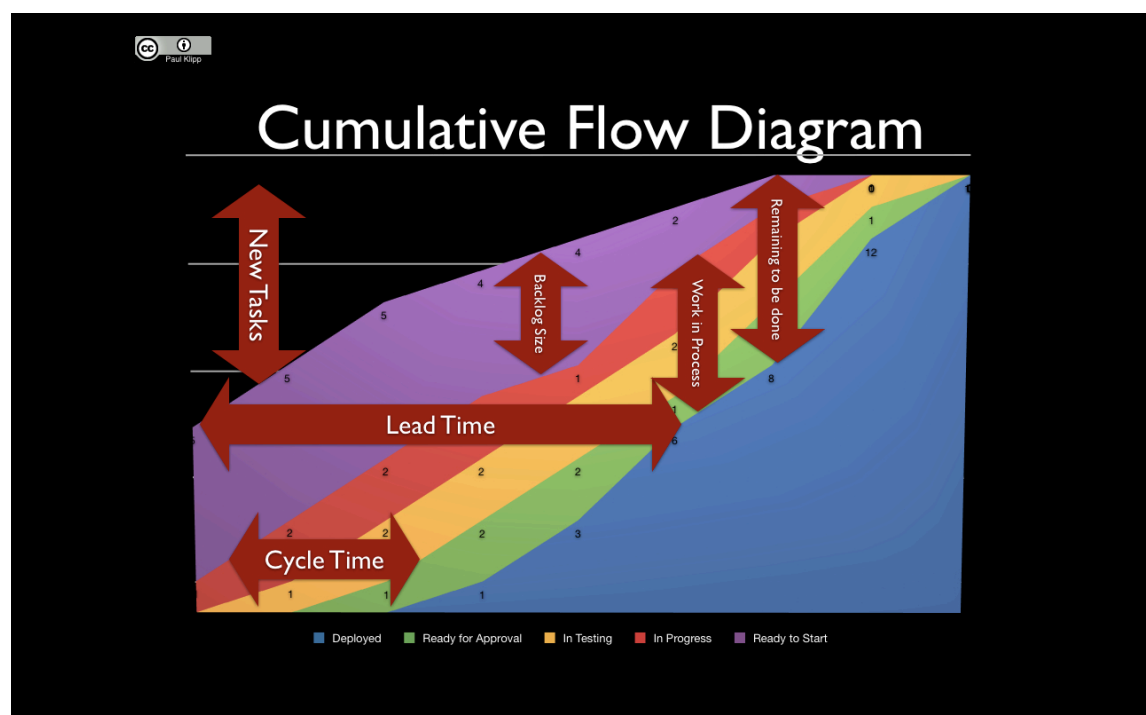 cc
Paul Klipp
Cumulative Flow Diagram
New Tasks
Backlog Size
Work in Process
Remaining to be done
Lead Time
Cycle Time
0
2
1
4
12
4
5
2
5
1
8
1
6
2
2
2
2
2
2
3
1
1
1
Deployed
Ready for Approval
In Testing
In Progress
Ready to Start